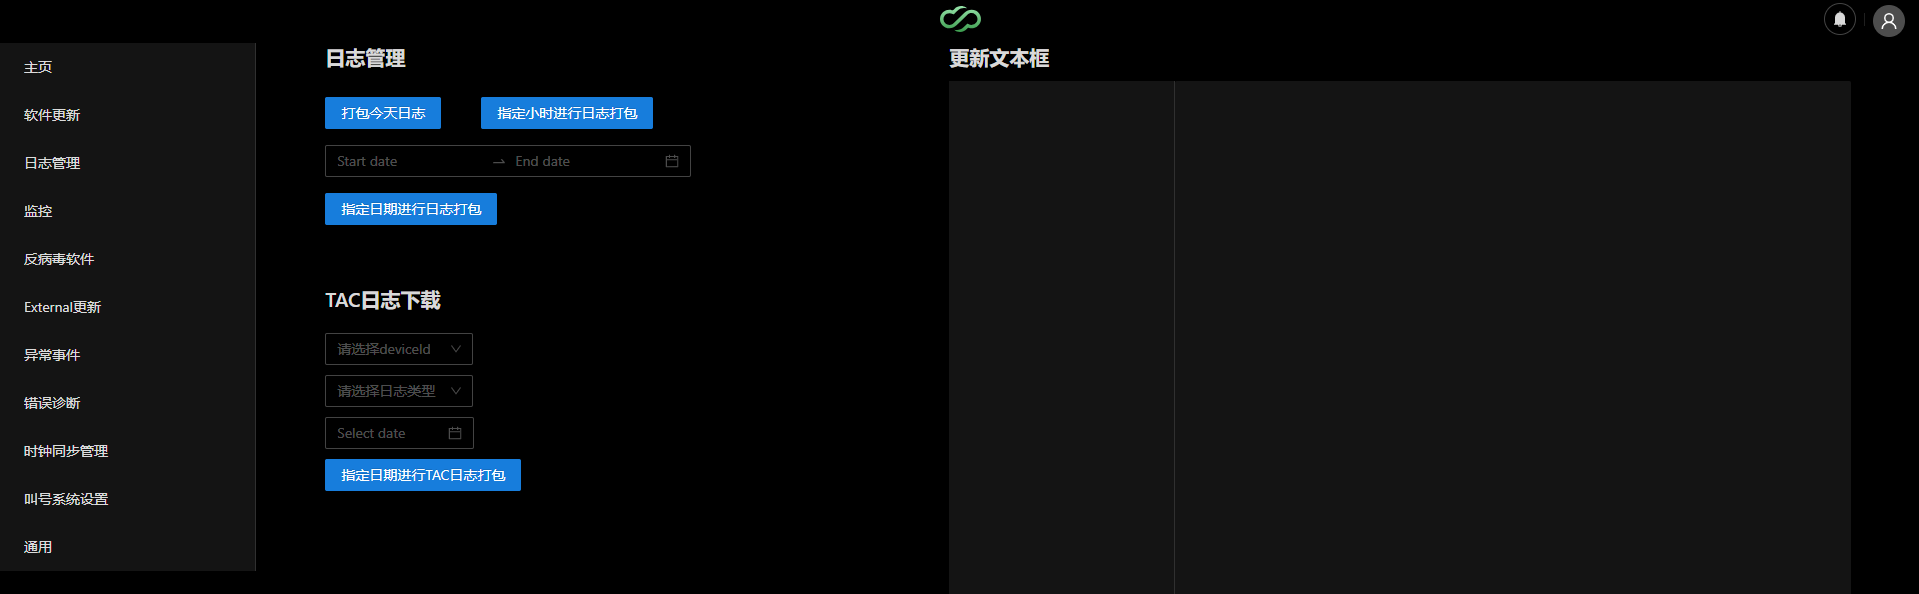 主页
软件更新
日志管理
监控
反病毒软件
External更新
异常事件
错误诊断
时钟同步管理
叫号系统设置
通用
日志管理
打包今天日志
指定小时进行日志打包
Start date
End date
指定日期进行日志打包
TAC日志下载
请选择deviceId
请选择日志类型
Select date
指定日期进行TAC日志打包
更新文本框